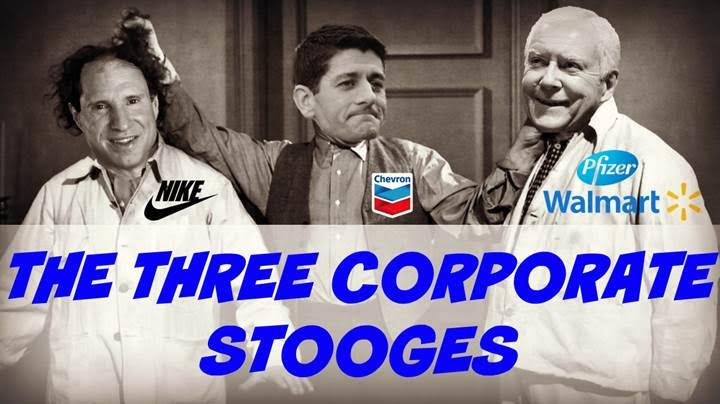 NIKE
Chevron
Pfizer
Walmart
THE THREE CORPORATE
STOOGES